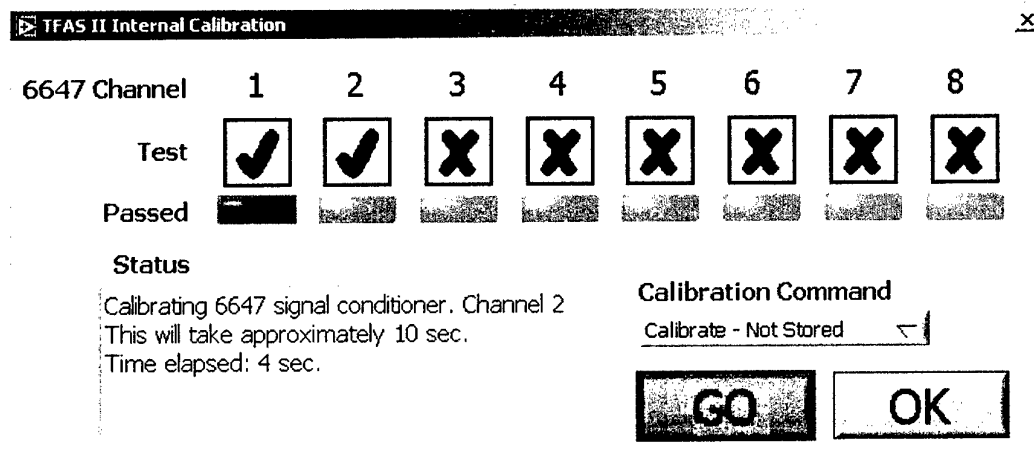 TFAS II Internal Calibration
6647 Channel 1 2 3 4 5 6 7 8
Test
Passed
Status
Calibrating 6647 signal conditioner. Channel 2
This will take approximately 10 sec.
Time elapsed: 4 sec.
Calibration Command
Calibrate - Not Stored
GO OK